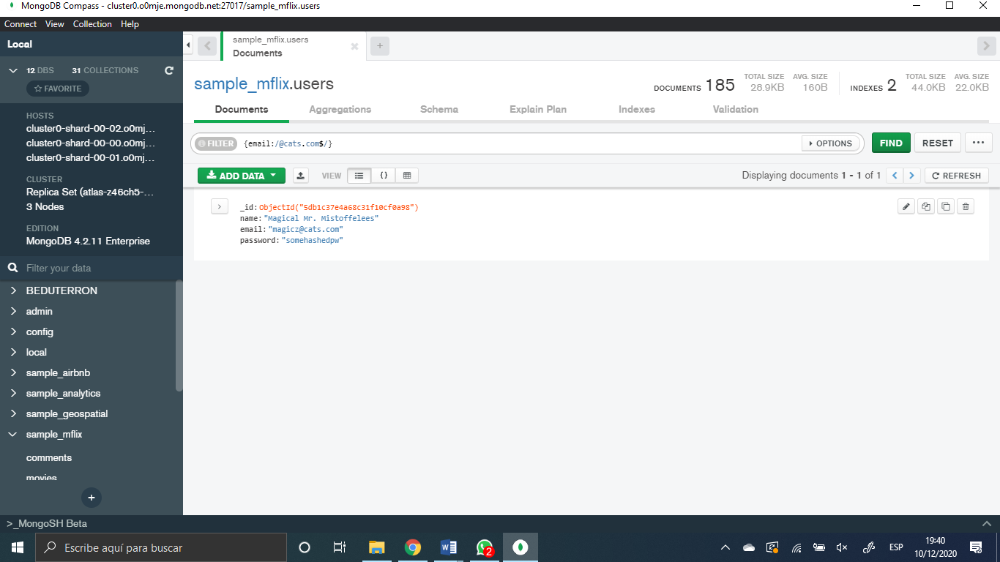 MongoDB Compass - cluster0.o0mje.mongodb.net:27017/sample_mflix.users
Connect View Collection Help
Local
12 DBS 31 COLLECTIONS
FAVORITE
HOSTS
cluster0-shard-00-02.o0mj...
cluster0-shard-00-00.o0mj...
cluster0-shard-00-01.o0mj...
CLUSTER
Replica Set (atlas-z46ch5-...
3 Nodes
EDITION
MongoDB 4.2.11 Enterprise
Filter your data
BEDUTERRON
admin
config
local
sample_airbnb
sample_analytics
sample_geospatial
sample_mflix
comments
movies
+
sample_mflix.users
Documents
+
sample_mflix.users
DOCUMENTS 185 TOTAL SIZE 28.9KB AVG. SIZE 160B INDEXES 2 TOTAL SIZE 44.0KB AVG. SIZE 22.0KB
Documents Aggregations Schema Explain Plan Indexes Validation
FILTER {email:/@cats.com$/} OPTIONS FIND RESET ...
ADD DATA VIEW {} Displaying documents 1 - 1 of 1 REFRESH
_id:ObjectId("5db1c37e4a68c31f10cf0a98")
name:"Magical Mr. Mistoffelees"
email:"magicz@cats.com"
password:"somehashedpw"
>_MongoSH Beta
Escribe aquí para buscar
2
ESP
19:40
10/12/2020